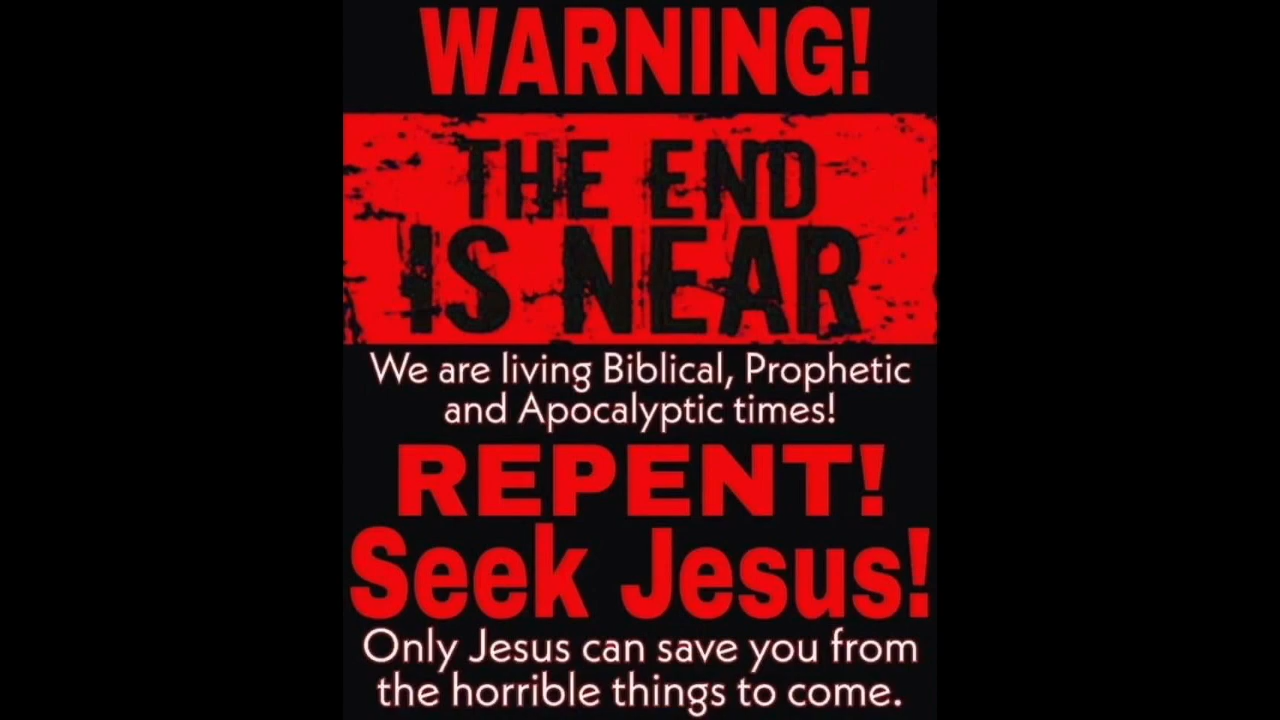 WARNING!
THE END
IS NEAR
We are living Biblical, Prophetic
and Apocalyptic times!
REPENT!
Seek Jesus!
Only Jesus can save you from
the horrible things to come.